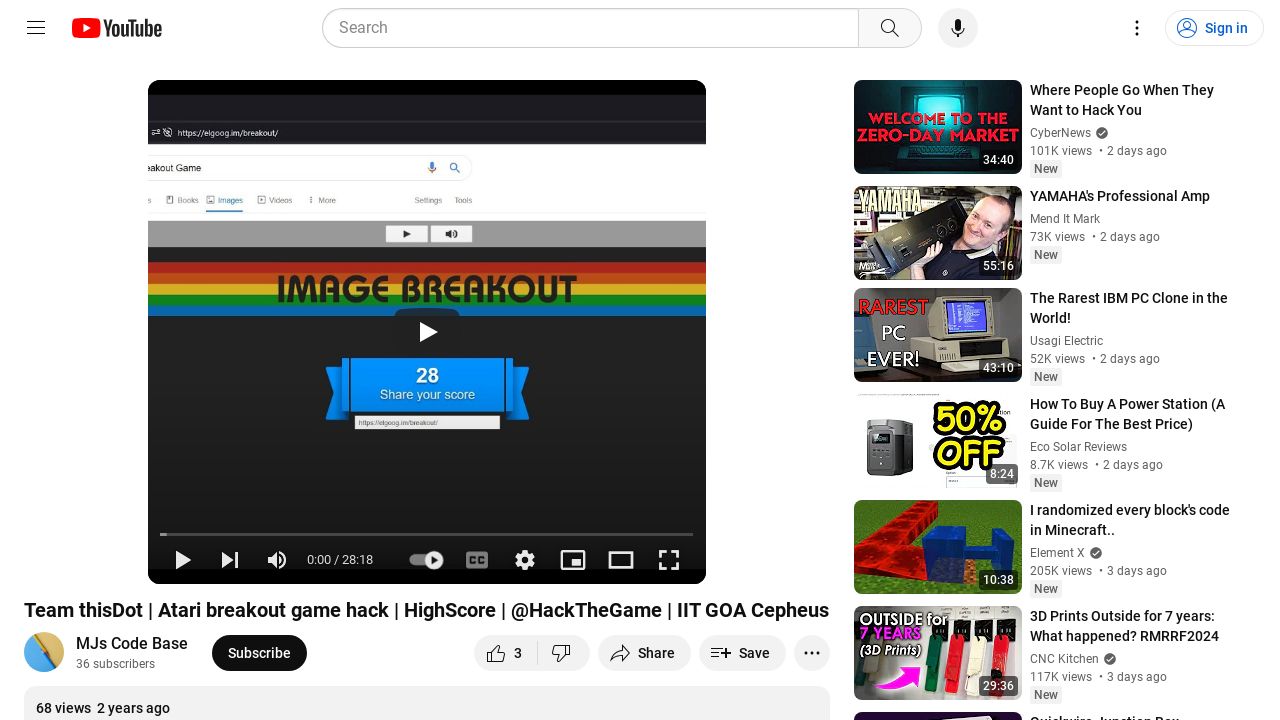 YouTube
Search
Sign in
https://elgoog.im/breakout/
eakout Game
Books
Images
Videos
More
Settings
Tools
IMAGE BREAKOUT
28
Share your score
https://elgoog.im/breakout/
0:00 / 28:18
CC
Team thisDot | Atari breakout game hack | HighScore | @HackTheGame | IIT GOA Cepheus
MJs Code Base
36 subscribers
Subscribe
3
Share
Save
68 views 2 years ago
WELCOME TO THE
ZERO-DAY MARKET
34:40
Where People Go When They
Want to Hack You
CyberNews
101K views • 2 days ago
New
YAMAHA
55:16
YAMAHA's Professional Amp
Mend It Mark
73K views • 2 days ago
New
RAREST
PC
EVER!
43:10
The Rarest IBM PC Clone in the
World!
Usagi Electric
52K views • 2 days ago
New
50%
OFF
8:24
How To Buy A Power Station (A
Guide For The Best Price)
Eco Solar Reviews
8.7K views • 2 days ago
New
10:38
I randomized every block's code
in Minecraft..
Element X
205K views • 3 days ago
New
OUTSIDE for
7 YEARS
(3D Prints)
29:36
3D Prints Outside for 7 years:
What happened? RMRRF2024
CNC Kitchen
117K views • 3 days ago
New